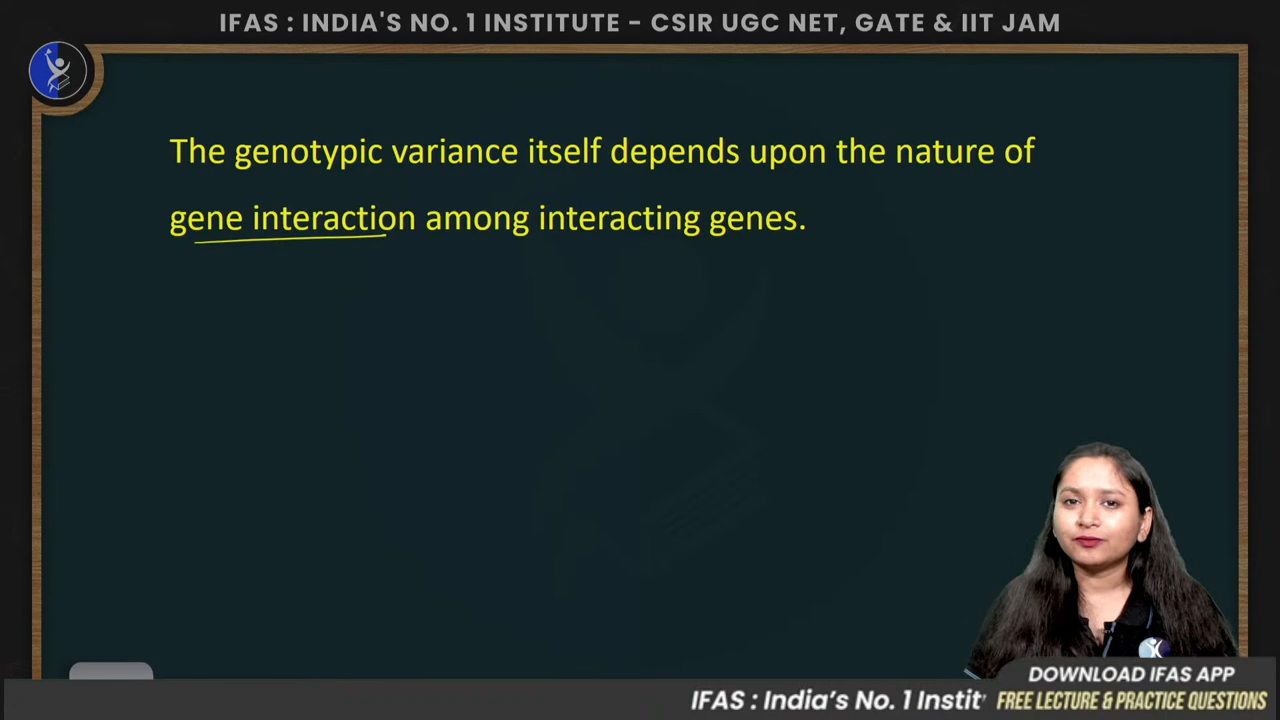 IFAS : INDIA'S NO. 1 INSTITUTE - CSIR UGC NET, GATE & IIT JAM
The genotypic variance itself depends upon the nature of
gene interaction among interacting genes.
DOWNLOAD IFAS APP
IFAS : India's No. 1 Instit
FREE LECTURE & PRACTICE QUESTIONS